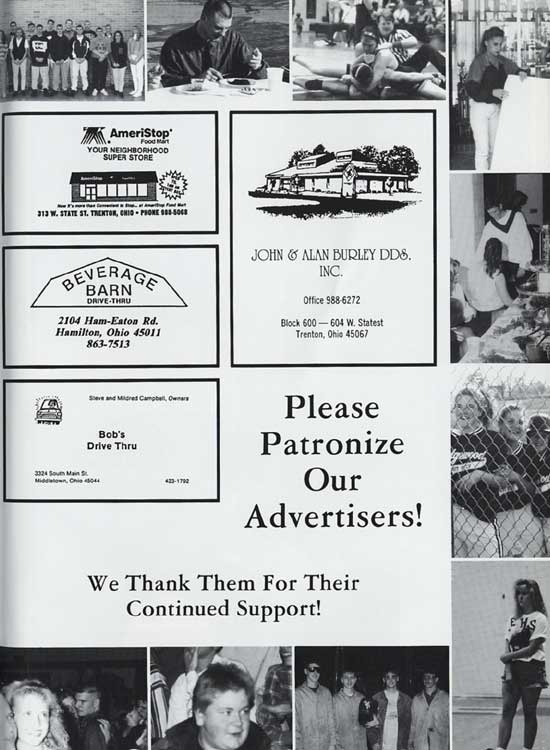 AmeriStop
Food Mart
YOUR NEIGHBORHOOD
SUPER STORE
AmeriStop
313 W. STATE ST. TRENTON, OHIO • PHONE 988-5068
BEVERAGE
BARN
DRIVE-THRU
2104 Ham-Eaton Rd.
Hamilton, Ohio 45011
863-7513
Steve and Mildred Campbell, Owners
Bob's
Drive Thru
3324 South Main St.
Middletown, Ohio 45044
423-1792
JOHN & ALAN BURLEY DDS,
INC.
Office 988-6272
Block 600 — 604 W. Statest
Trenton, Ohio 45067
Please
Patronize
Our
Advertisers!
We Thank Them For Their
Continued Support!
EHS